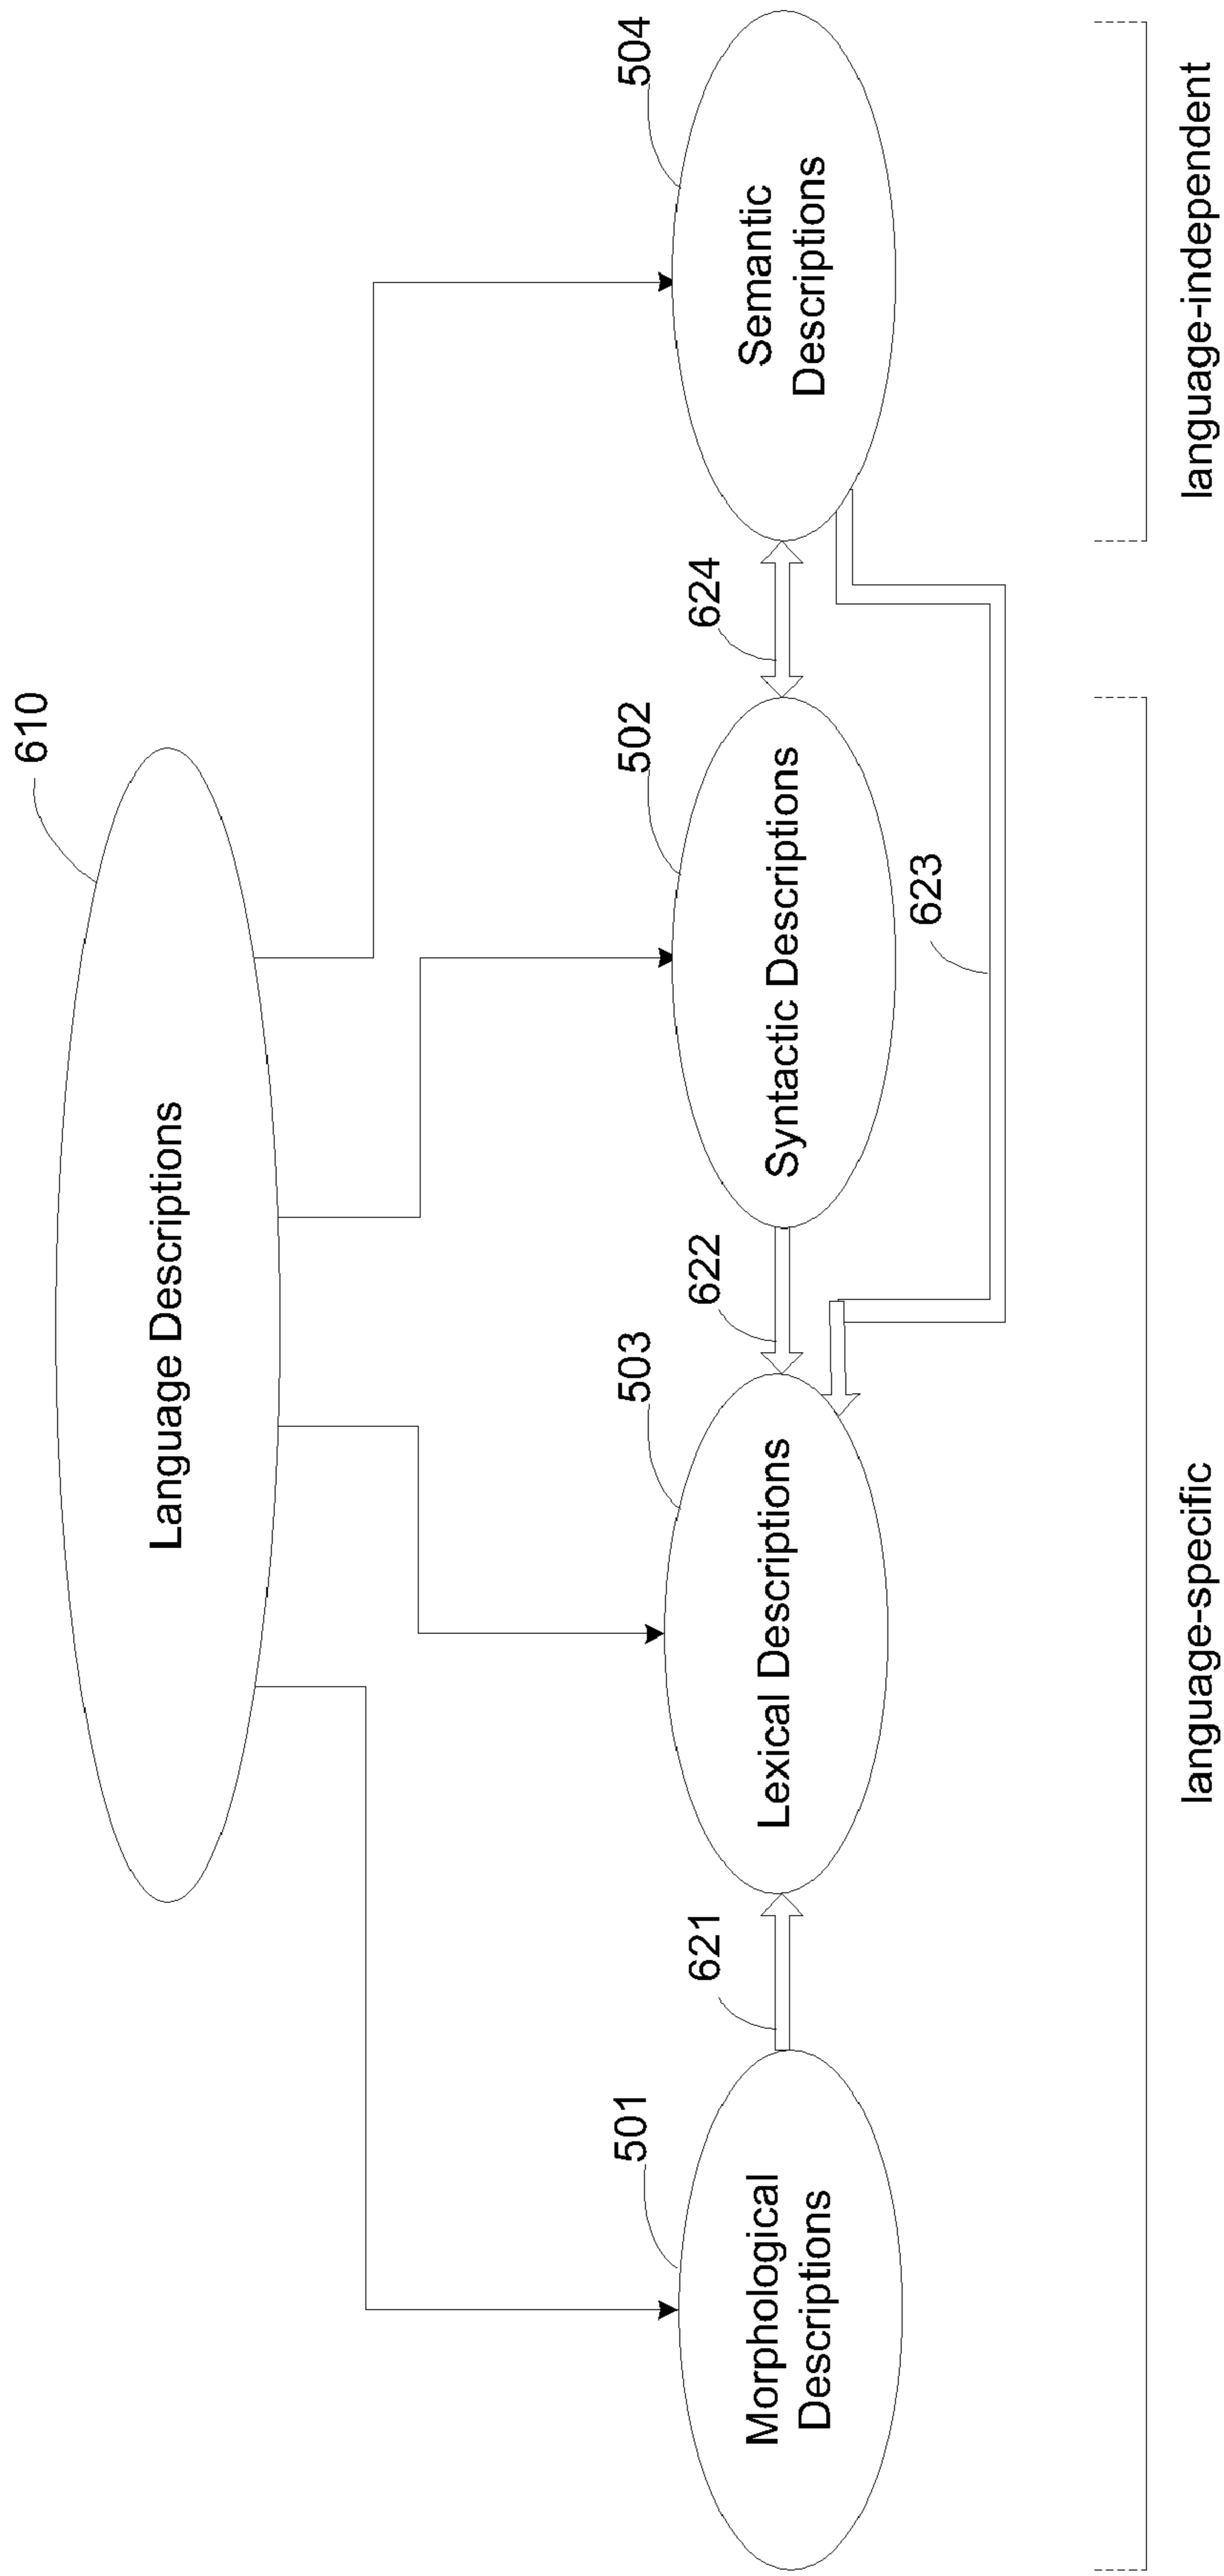 610
Language Descriptions
501
503
502
504
621
622
624
Morphological
Descriptions
Lexical Descriptions
Syntactic Descriptions
Semantic
Descriptions
623
language-specific
language-independent